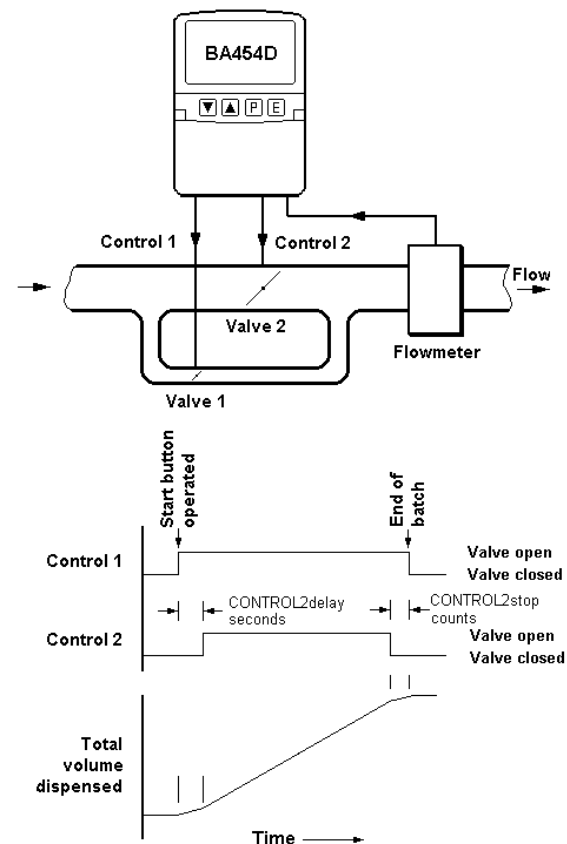 BA454D
▼ ▲ P E
Control 1
Control 2
Flow
Valve 2
Flowmeter
Valve 1
Start button
operated
End of
batch
Control 1
Valve open
Valve closed
CONTROL2delay
seconds
CONTROL2stop
counts
Control 2
Valve open
Valve closed
Total
volume
dispensed
Time